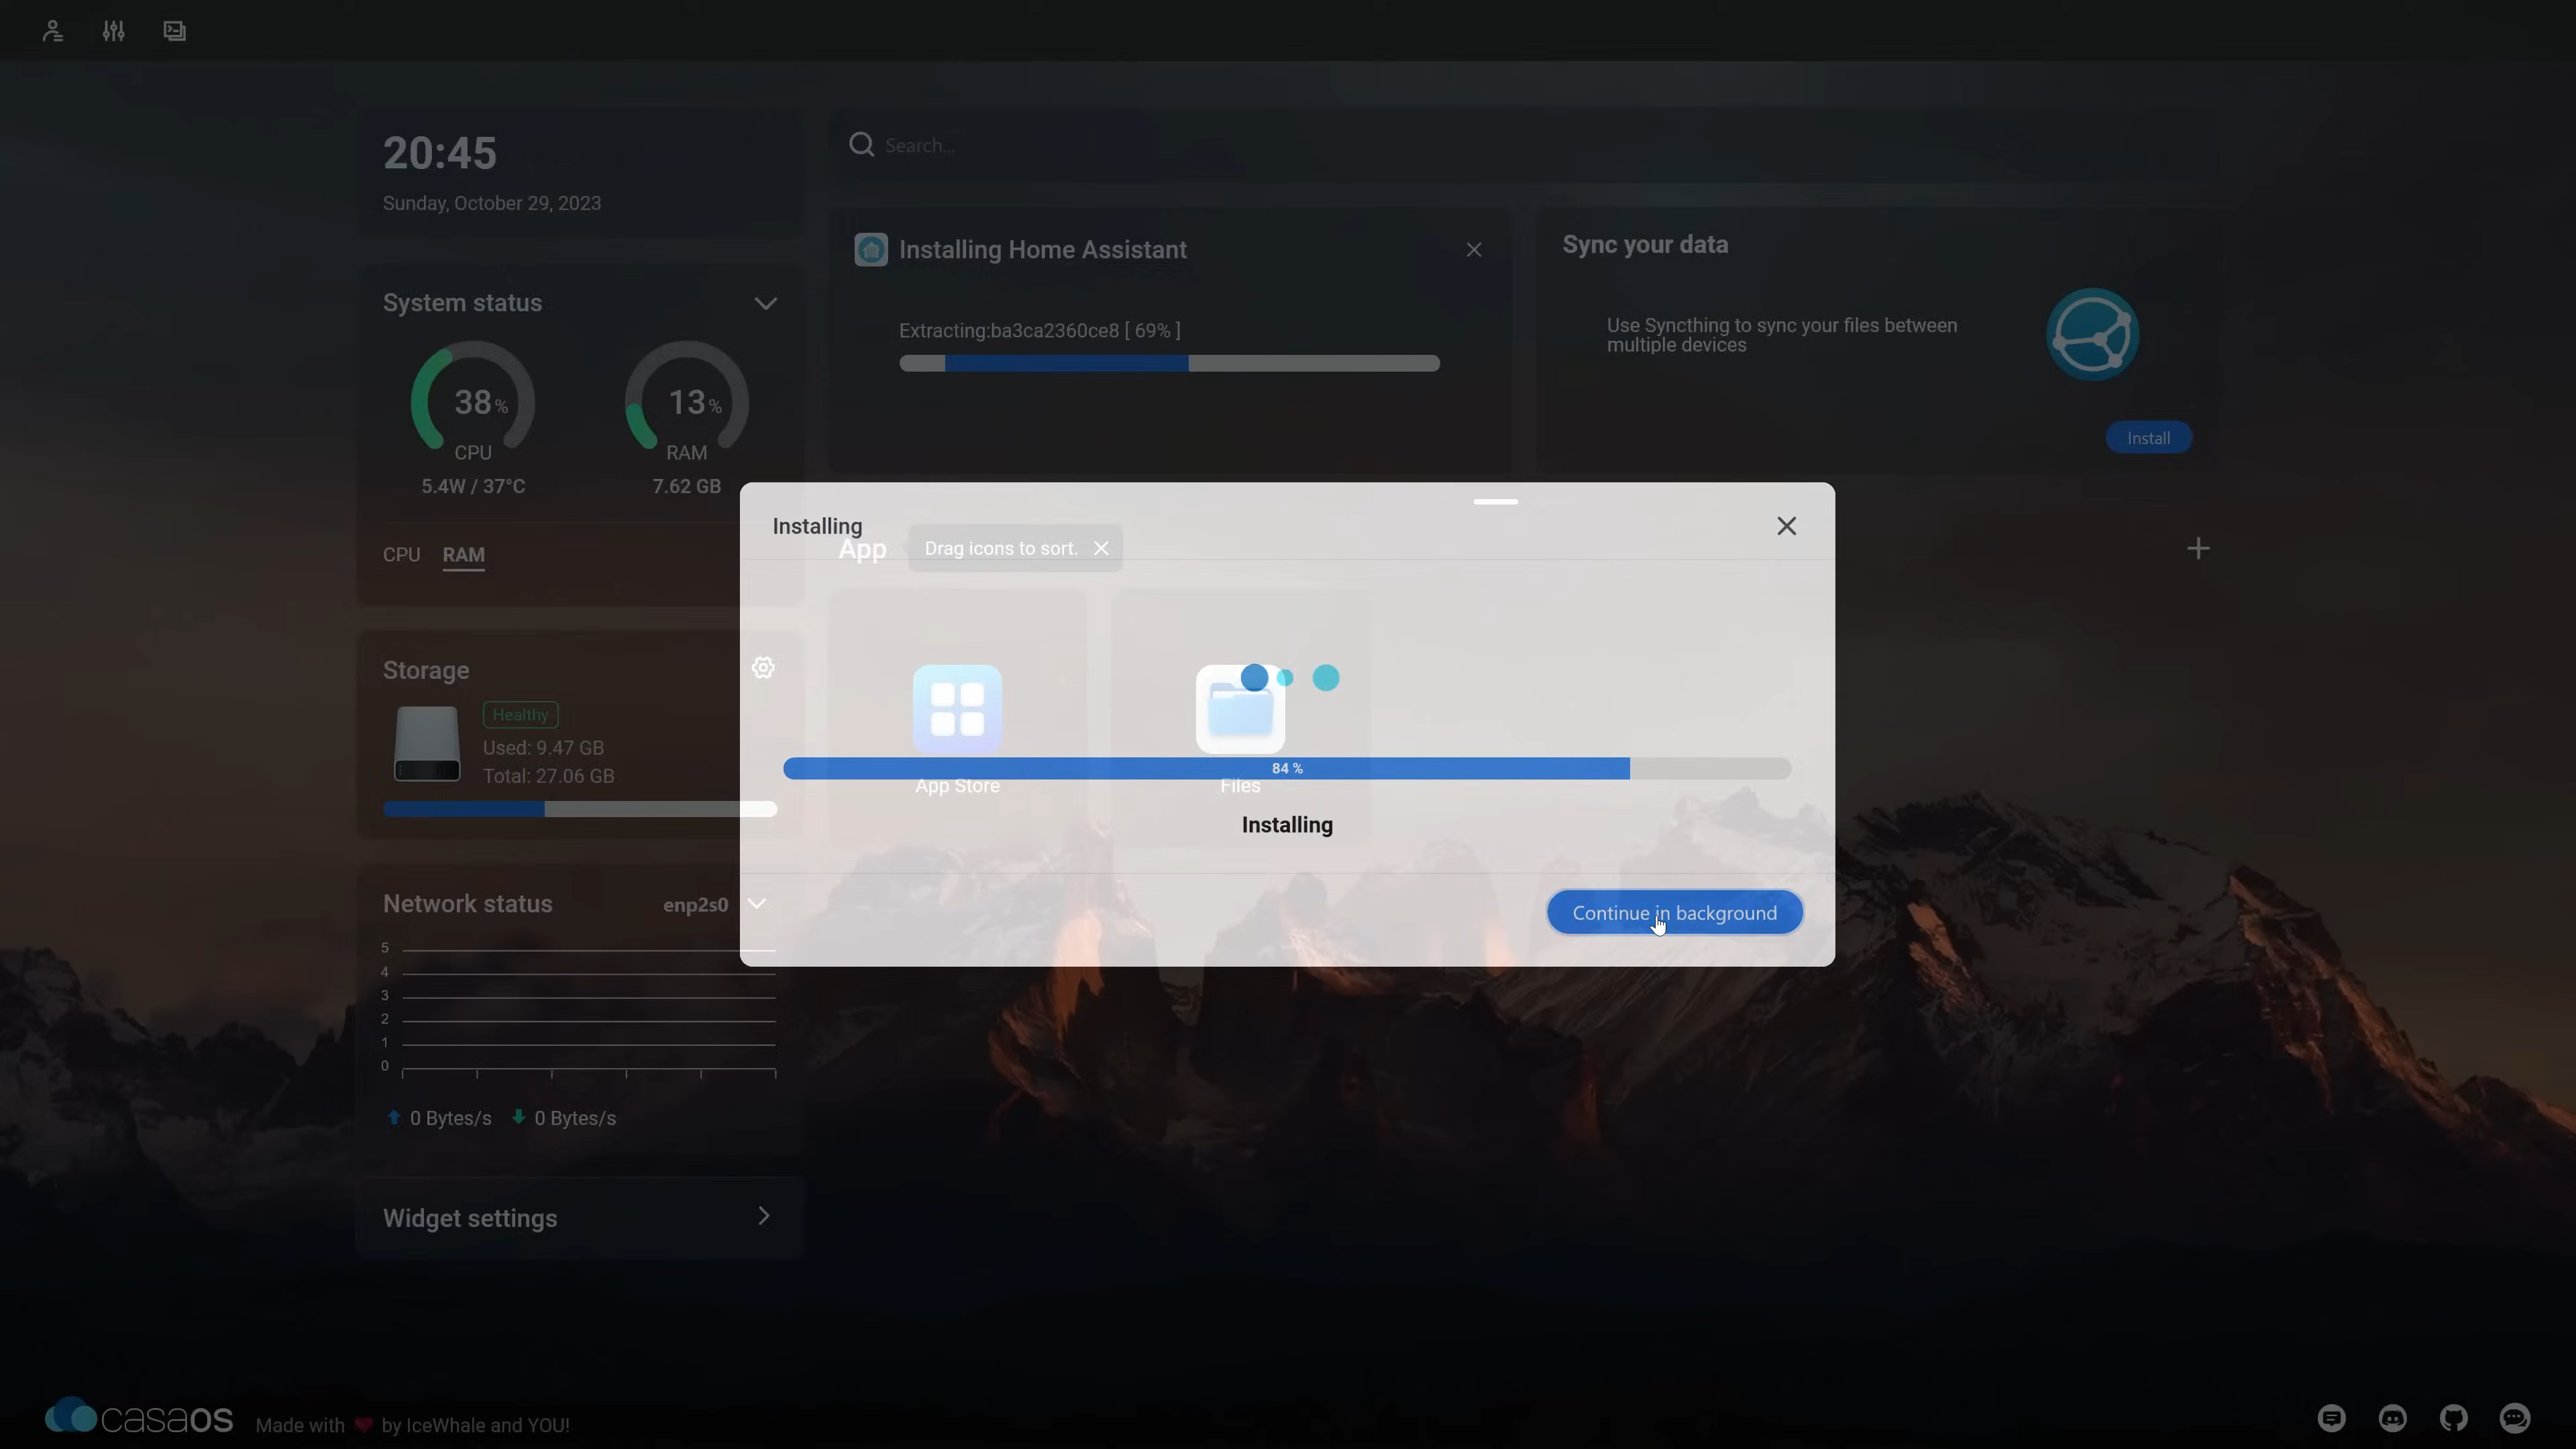 20:45
Sunday, October 29, 2023
System status
38%
CPU
5.4W / 37°C
13%
RAM
7.62 GB
CPU RAM
Storage
Healthy
Used: 9.47 GB
Total: 27.06 GB
Network status enp2s0
5
4
3
2
1
0
0 Bytes/s 0 Bytes/s
Widget settings
Search...
Installing Home Assistant
Extracting:ba3ca2360ce8 [ 69% ]
Sync your data
Use Syncthing to sync your files between
multiple devices
Install
Installing
App Drag icons to sort.
84 %
App Store Files
Installing
Continue in background
casaos Made with by IceWhale and YOU!